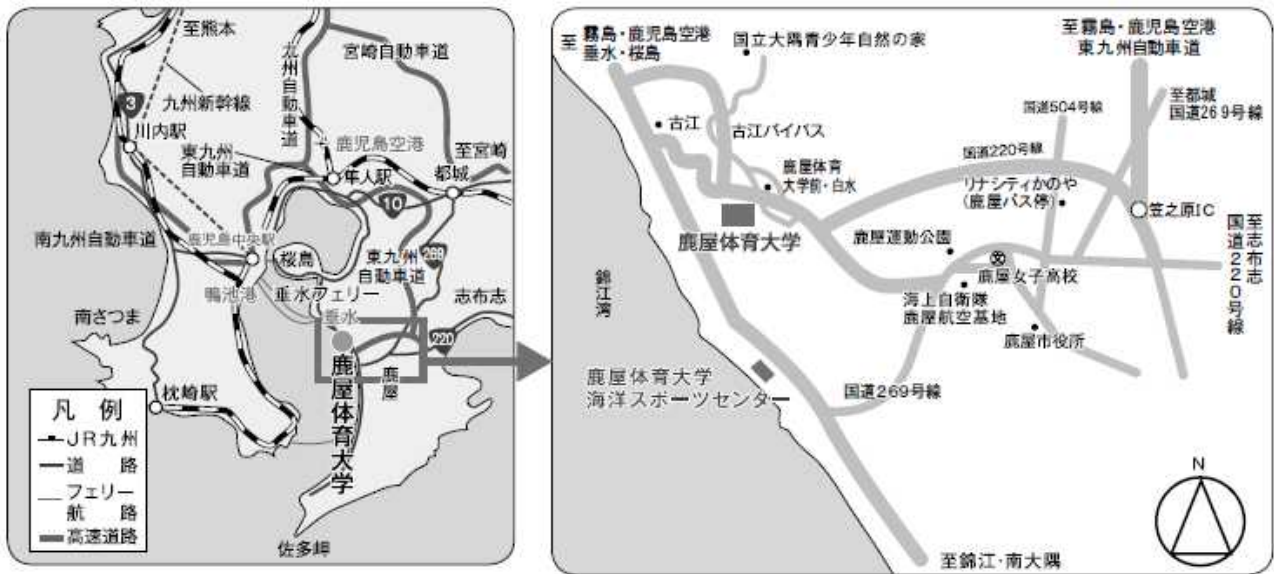 至熊本
3
九州新幹線
川内駅
九州自動車道
宮崎自動車道
東九州
自動車道
鹿児島空港
隼人駅
至宮崎
都城
10
南九州自動車道
鹿児島中央駅
桜島
東九州
自動車道
269
鴨池港
垂水フェリー
垂水
志布志
220
南さつま
鹿屋
鹿屋体育大学
枕崎駅
佐多岬
凡 例
JR九州
道 路
フェリー
航 路
高速道路
至 霧島・鹿児島空港
垂水・桜島
国立大隅青少年自然の家
至霧島・鹿児島空港
東九州自動車道
至都城
国道269号線
国道504号線
古江
古江バイパス
国道220号線
鹿屋体育
大学前・白水
リナシティかのや
(鹿屋バス停)
笠之原IC
鹿屋体育大学
鹿屋運動公園
文
鹿屋女子高校
至志布志
国道220号線
海上自衛隊
鹿屋航空基地
鹿屋市役所
錦江湾
鹿屋体育大学
海洋スポーツセンター
国道269号線
N
至錦江・南大隅